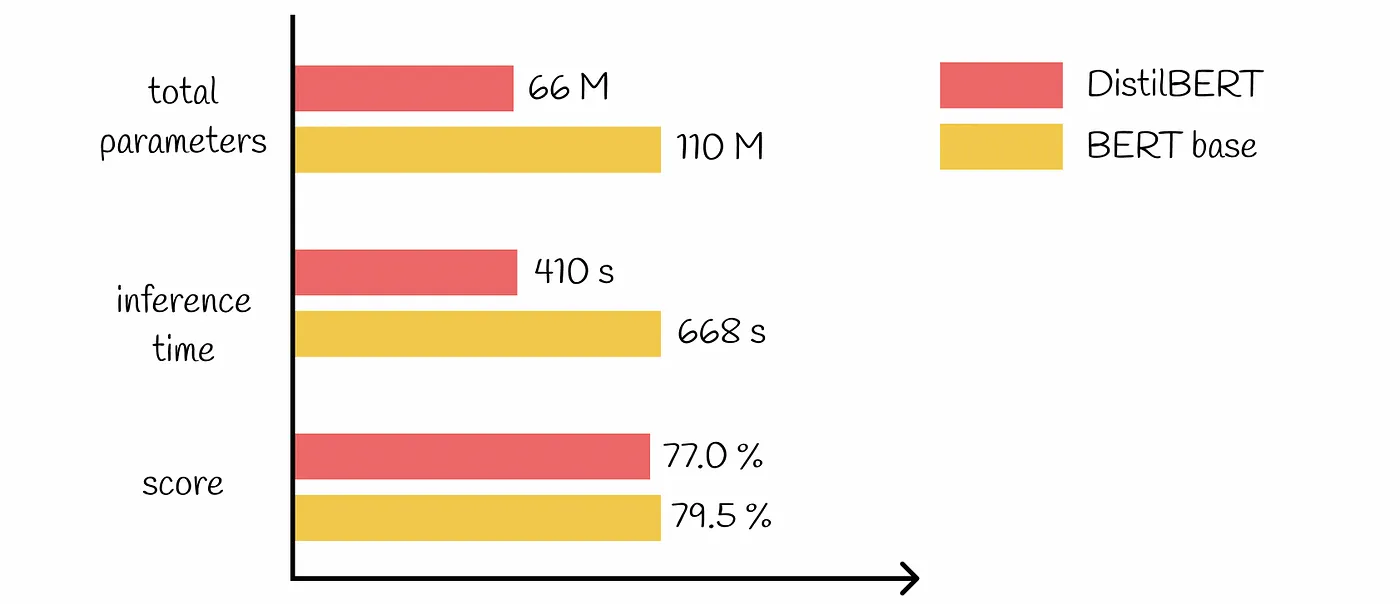 total
parameters
66 M
110 M
inference
time
410 s
668 s
score
77.0 %
79.5 %
DistilBERT
BERT base